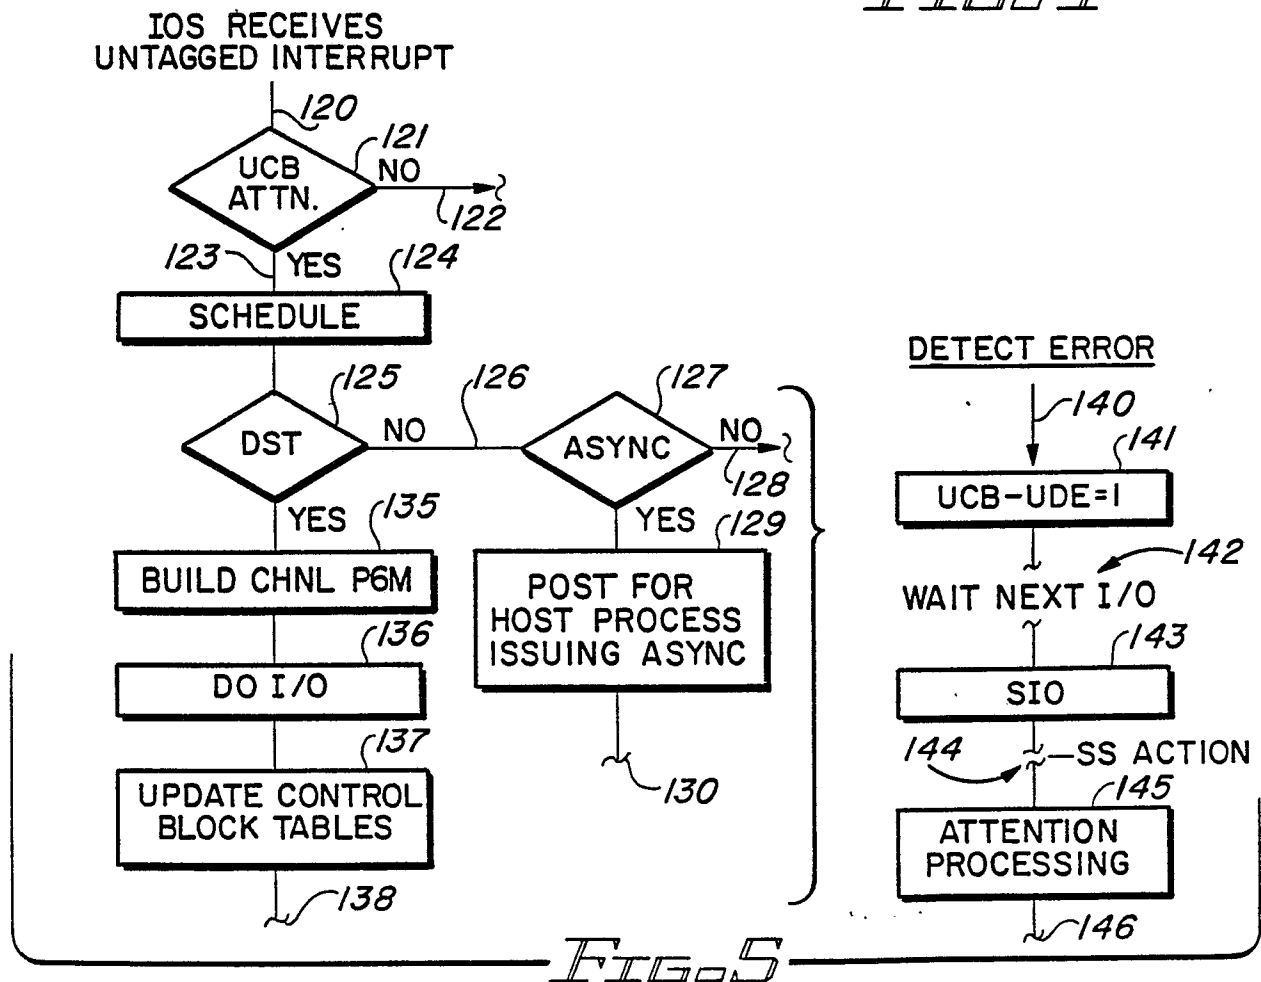 IOS RECEIVES
UNTAGGED INTERRUPT
120
UCB
ATTN.
121
NO
122
123
YES
124
SCHEDULE
DST
125
NO
126
ASYNC
127
NO
128
YES
129
POST FOR
HOST PROCESS
ISSUING ASYNC
130
YES
135
BUILD CHNL P6M
136
DO I/O
137
UPDATE CONTROL
BLOCK TABLES
138
DETECT ERROR
140
141
UCB-UDE=1
142
WAIT NEXT I/O
143
SIO
144
SS ACTION
145
ATTENTION
PROCESSING
146
FIG. 5